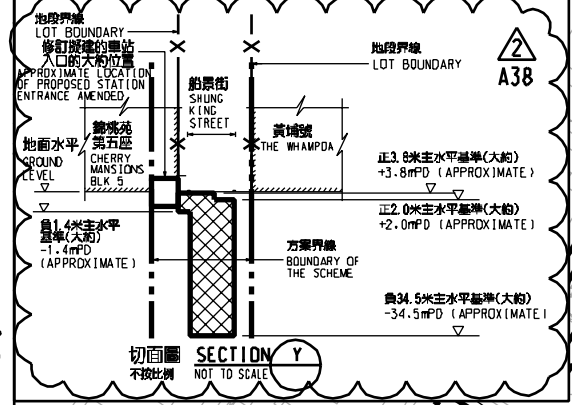 地段界線
LOT BOUNDARY
修訂擬建的車站
入口的大約位置
APPROXIMATE LOCATION
OF PROPOSED STATION
ENTRANCE AMENDED
船景街
SHUNG
KING
STREET
地段界線
LOT BOUNDARY
2
A38
地面水平
GROUND
LEVEL
錦桃苑
第五座
CHERRY
MANSIONS
BLK 5
黃埔號
THE WHAMPOA
正3.8米主水平基準(大約)
+3.8mPD (APPROXIMATE)
正2.0米主水平基準(大約)
+2.0mPD (APPROXIMATE)
負1.4米主水平
基準(大約)
-1.4mPD
(APPROXIMATE)
方案界線
BOUNDARY OF
THE SCHEME
負34.5米主水平基準(大約)
-34.5mPD (APPROXIMATE)
切面圖 SECTION Y
不按比例 NOT TO SCALE